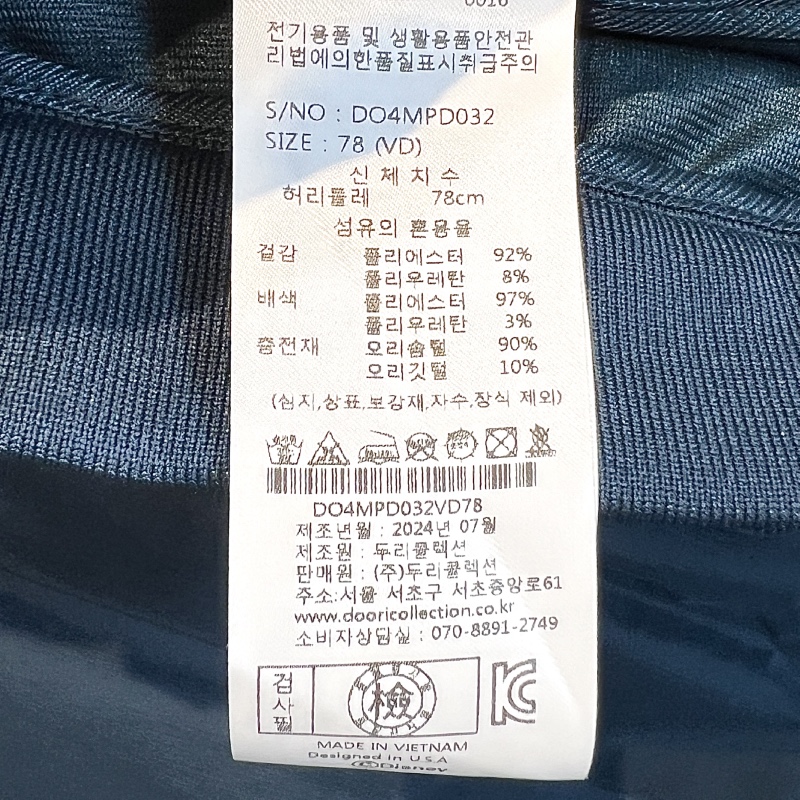 0016
전기용품 및 생활용품안전관
리법에의한품질표시취급주의
S/NO : DO4MPD032
SIZE : 78 (VD)
신체치수
허리둘레 78cm
섬유의 혼용율
겉감 폴리에스터 92%
폴리우레탄 8%
배색 폴리에스터 97%
폴리우레탄 3%
충전재 오리솜털 90%
오리깃털 10%
(심지,상표,보강재,자수,장식 제외)
DO4MPD032VD78
제조년월 : 2024년 07월
제조원 : 두리콜렉션
판매원 : (주)두리콜렉션
주소:서울 서초구 서초중앙로61
www.dooricollection.co.kr
소비자상담실 : 070-8891-2749
검사필
檢
KC
MADE IN VIETNAM
Designed in U.S.A
©Disney